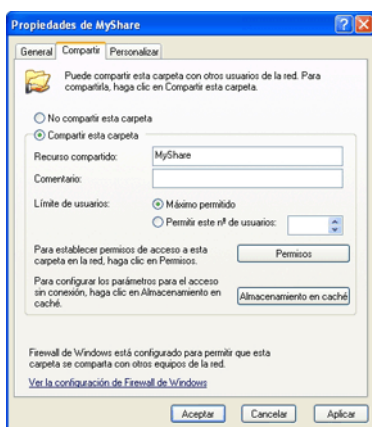 Propiedades de MyShare
General
Compartir
Personalizar
Puede compartir esta carpeta con otros usuarios de la red. Para
compartirla, haga clic en Compartir esta carpeta.
No compartir esta carpeta
Compartir esta carpeta
Recurso compartido:
MyShare
Comentario:
Límite de usuarios:
Máximo permitido
Permitir este nº de usuarios:
Para establecer permisos de acceso a esta
carpeta en la red, haga clic en Permisos.
Permisos
Para configurar los parámetros para el acceso
sin conexión, haga clic en Almacenamiento en
caché.
Almacenamiento en caché
Firewall de Windows está configurado para permitir que esta
carpeta se comparta con otros equipos de la red.
Ver la configuración de Firewall de Windows
Aceptar
Cancelar
Aplicar